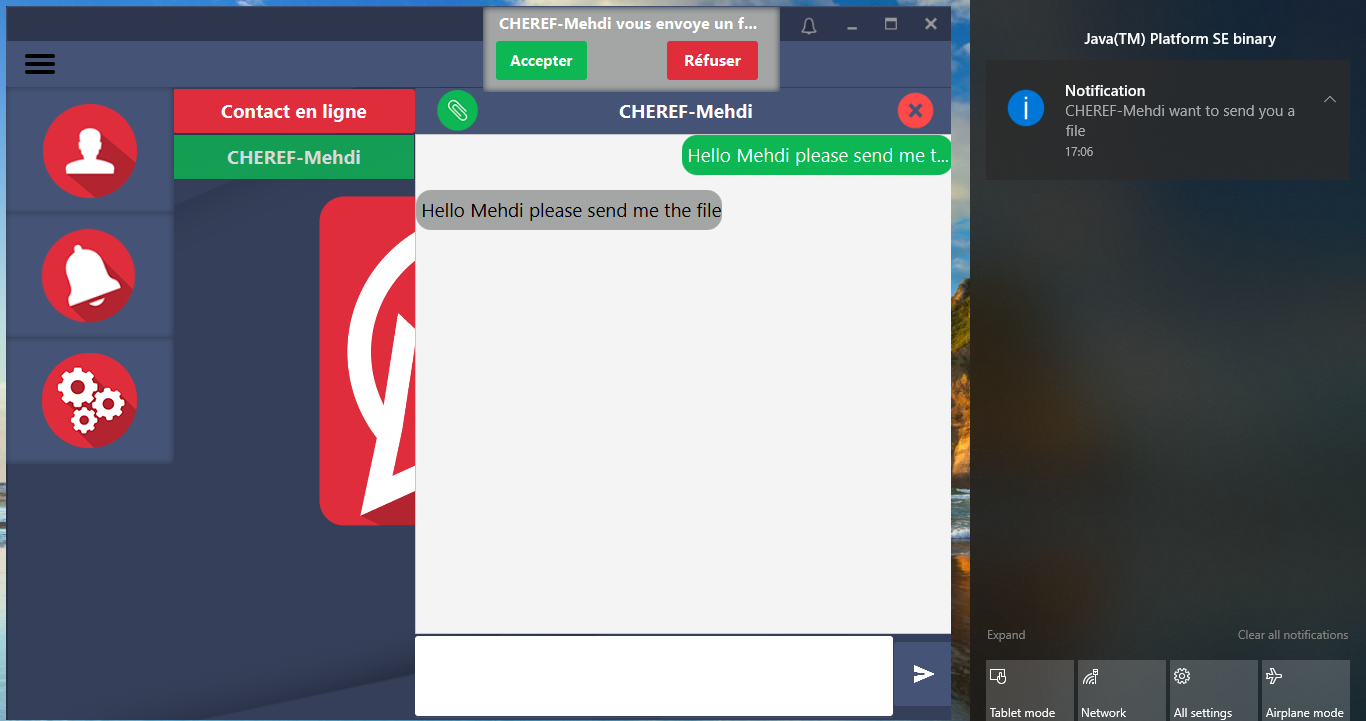 CHEREF-Mehdi vous envoye un f...
Accepter
Réfuser
Contact en ligne
CHEREF-Mehdi
CHEREF-Mehdi
Hello Mehdi please send me t...
Hello Mehdi please send me the file
Java(TM) Platform SE binary
Notification
CHEREF-Mehdi want to send you a
file
17:06
Expand
Clear all notifications
Tablet mode
Network
All settings
Airplane mode